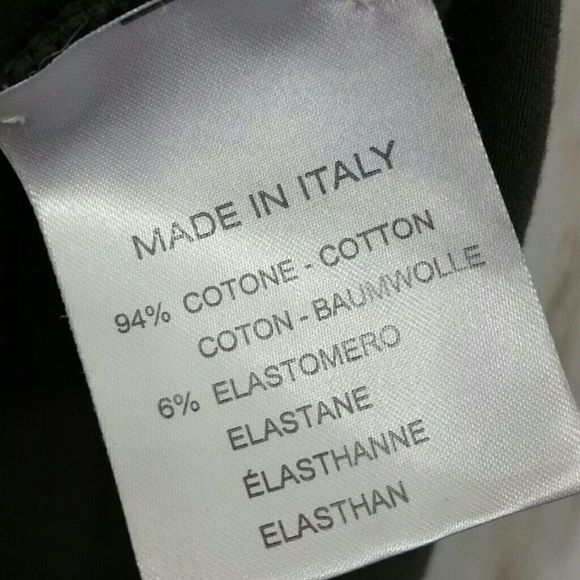 MADE IN ITALY
94% COTONE - COTTON
COTON - BAUMWOLLE
6% ELASTOMERO
ELASTANE
ÉLASTHANNE
ELASTHAN